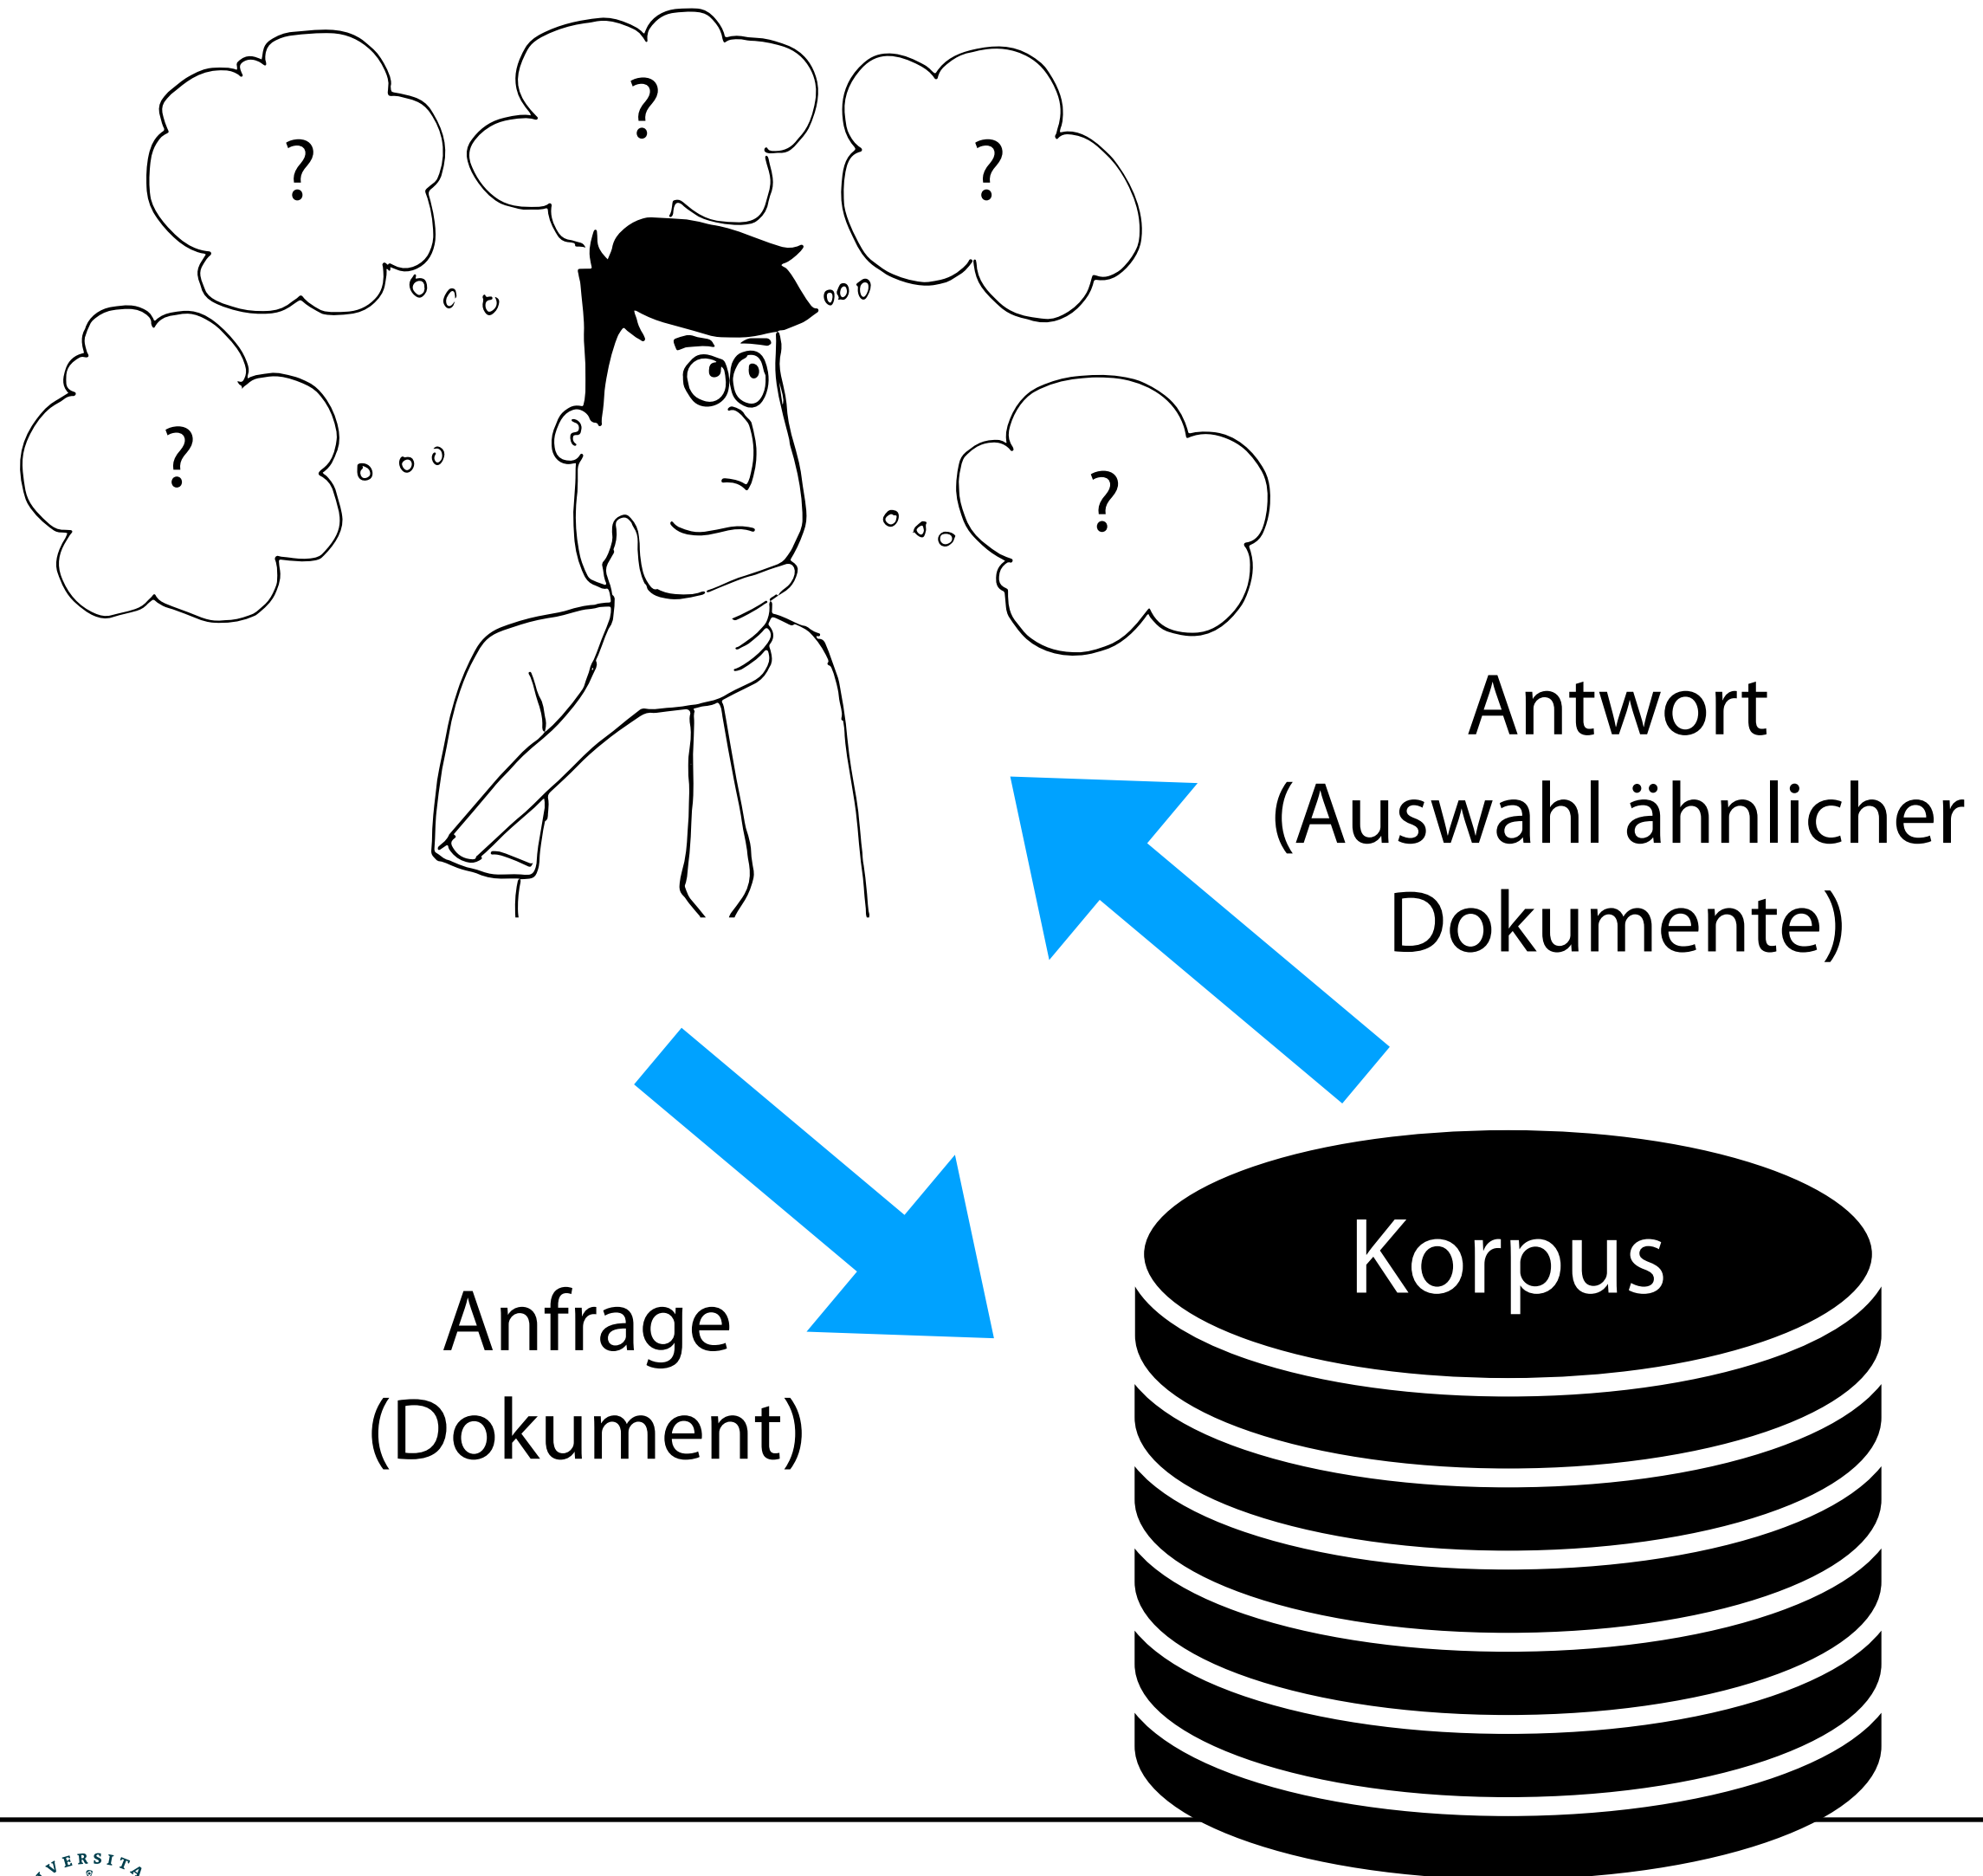 ?
?
?
?
?
Antwort
(Auswahl ähnlicher
Dokumente)
Korpus
Anfrage
(Dokument)